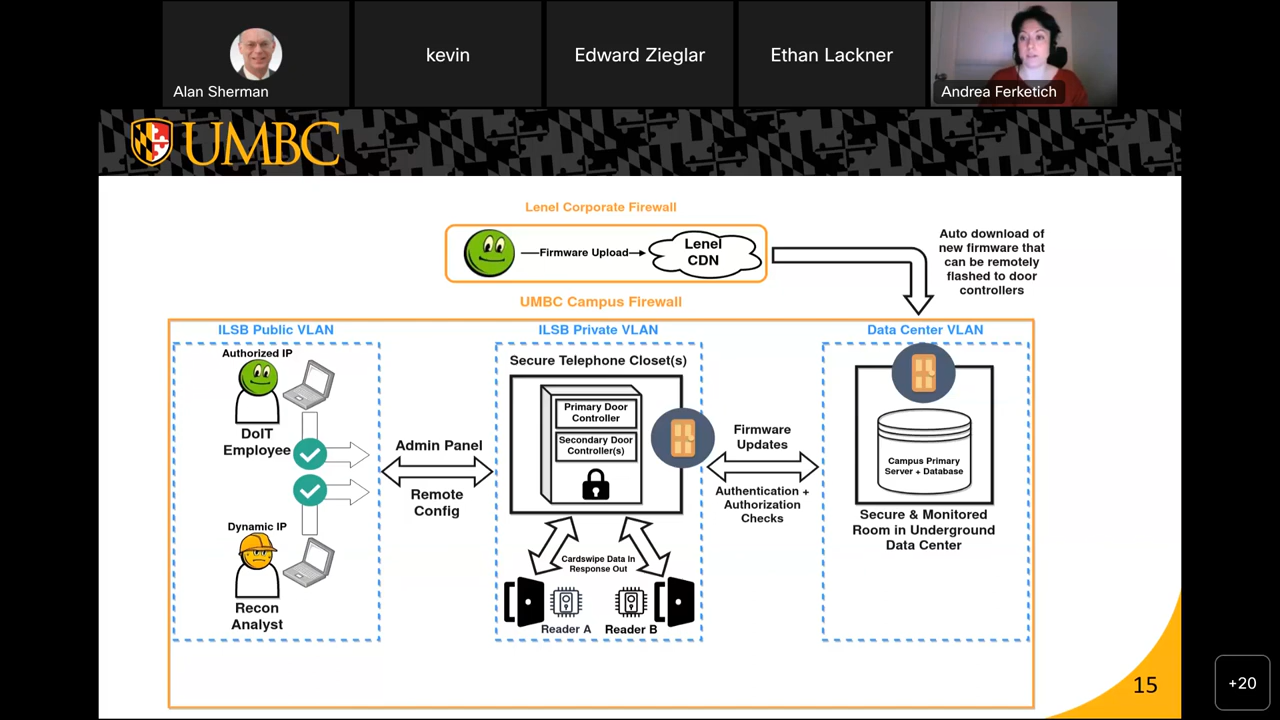 kevin
Edward Zieglar
Ethan Lackner
Alan Sherman
Andrea Ferketich
UMBC
Lenel Corporate Firewall
Firmware Upload
Lenel
CDN
Auto download of
new firmware that
can be remotely
flashed to door
controllers
UMBC Campus Firewall
ILSB Public VLAN
Authorized IP
DoIT
Employee
Dynamic IP
Recon
Analyst
Admin Panel
Remote
Config
ILSB Private VLAN
Secure Telephone Closet(s)
Primary Door
Controller
Secondary Door
Controller(s)
Cardswipe Data In
Response Out
Reader A
Reader B
Firmware
Updates
Authentication +
Authorization
Checks
Data Center VLAN
Campus Primary
Server + Database
Secure & Monitored
Room in Underground
Data Center
15
+20